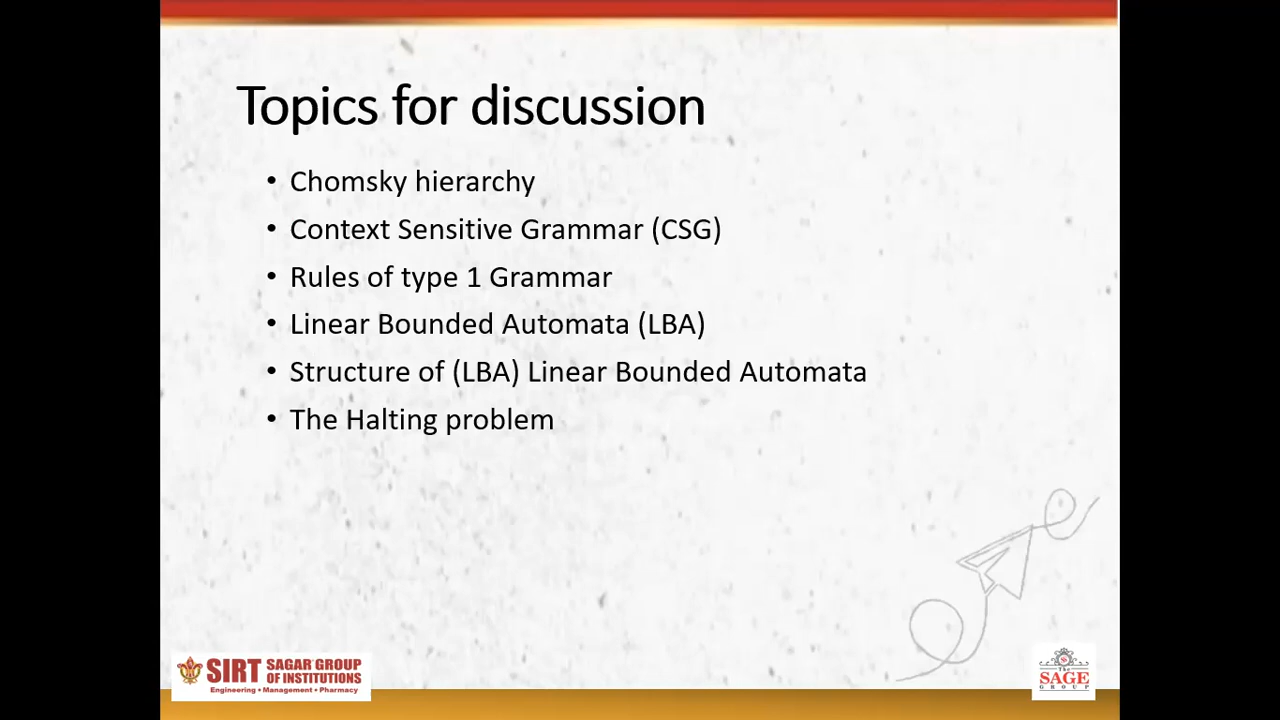 Topics for discussion
• Chomsky hierarchy
• Context Sensitive Grammar (CSG)
• Rules of type 1 Grammar
• Linear Bounded Automata (LBA)
• Structure of (LBA) Linear Bounded Automata
• The Halting problem
SIRT SAGAR GROUP
OF INSTITUTIONS
Engineering • Management • Pharmacy
The
SAGE
GROUP